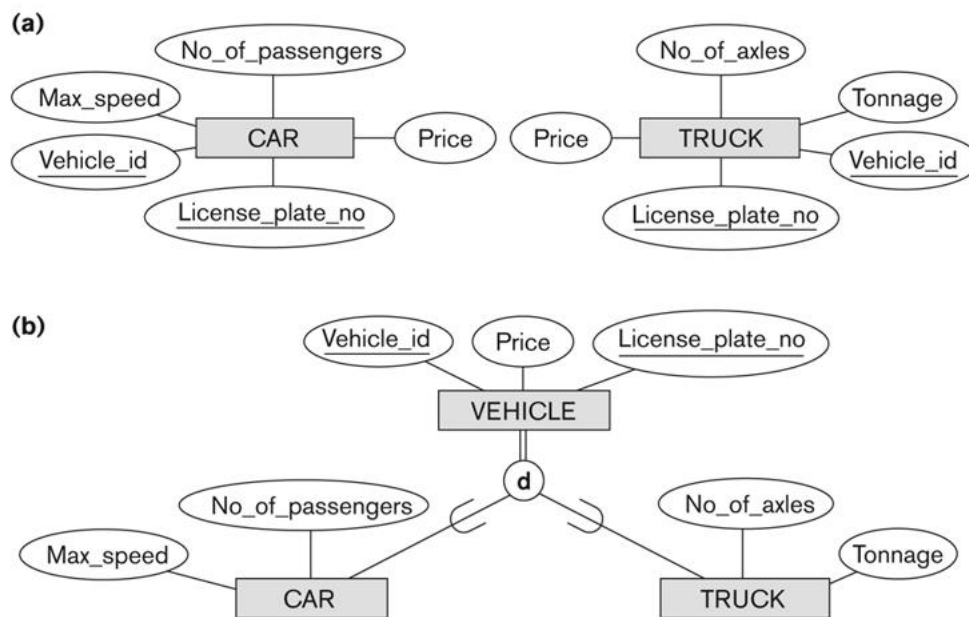 (a)
No_of_passengers
No_of_axles
Max_speed
Tonnage
CAR
Price
Price
TRUCK
Vehicle_id
Vehicle_id
License_plate_no
License_plate_no
(b)
Vehicle_id
Price
License_plate_no
VEHICLE
d
No_of_passengers
No_of_axles
Max_speed
Tonnage
CAR
TRUCK